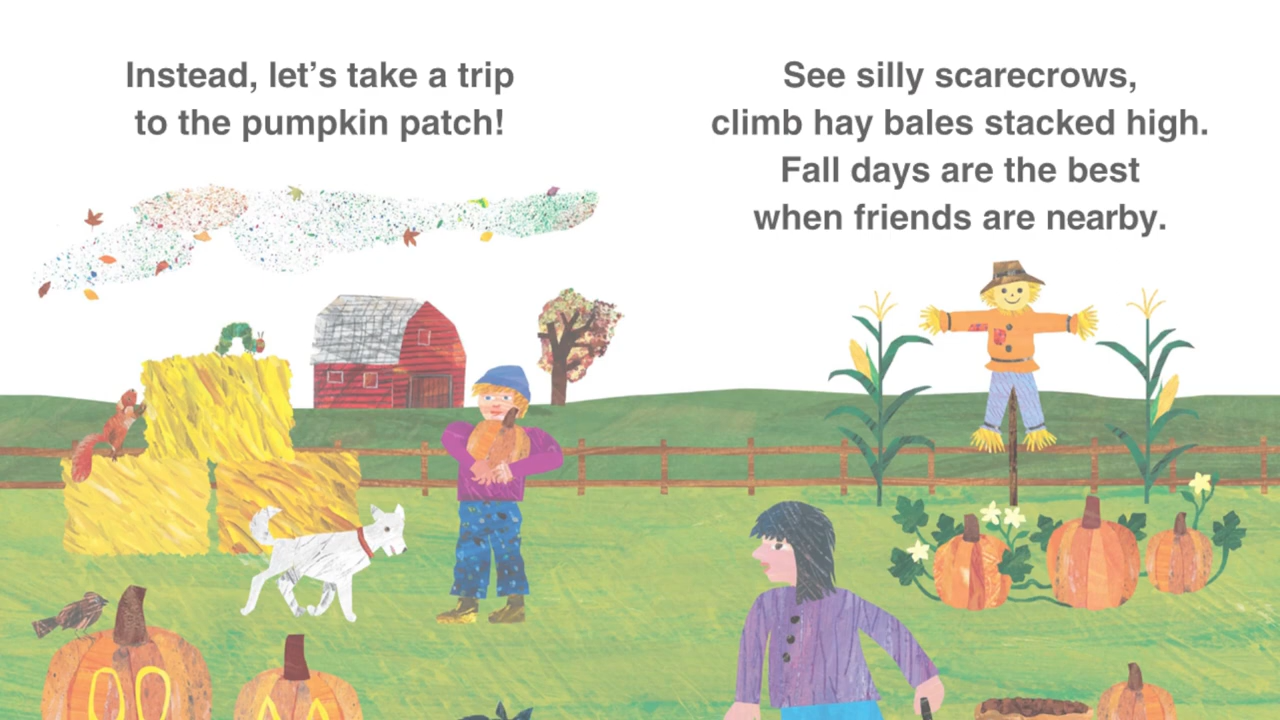 Instead, let’s take a trip
to the pumpkin patch!
See silly scarecrows,
climb hay bales stacked high.
Fall days are the best
when friends are nearby.